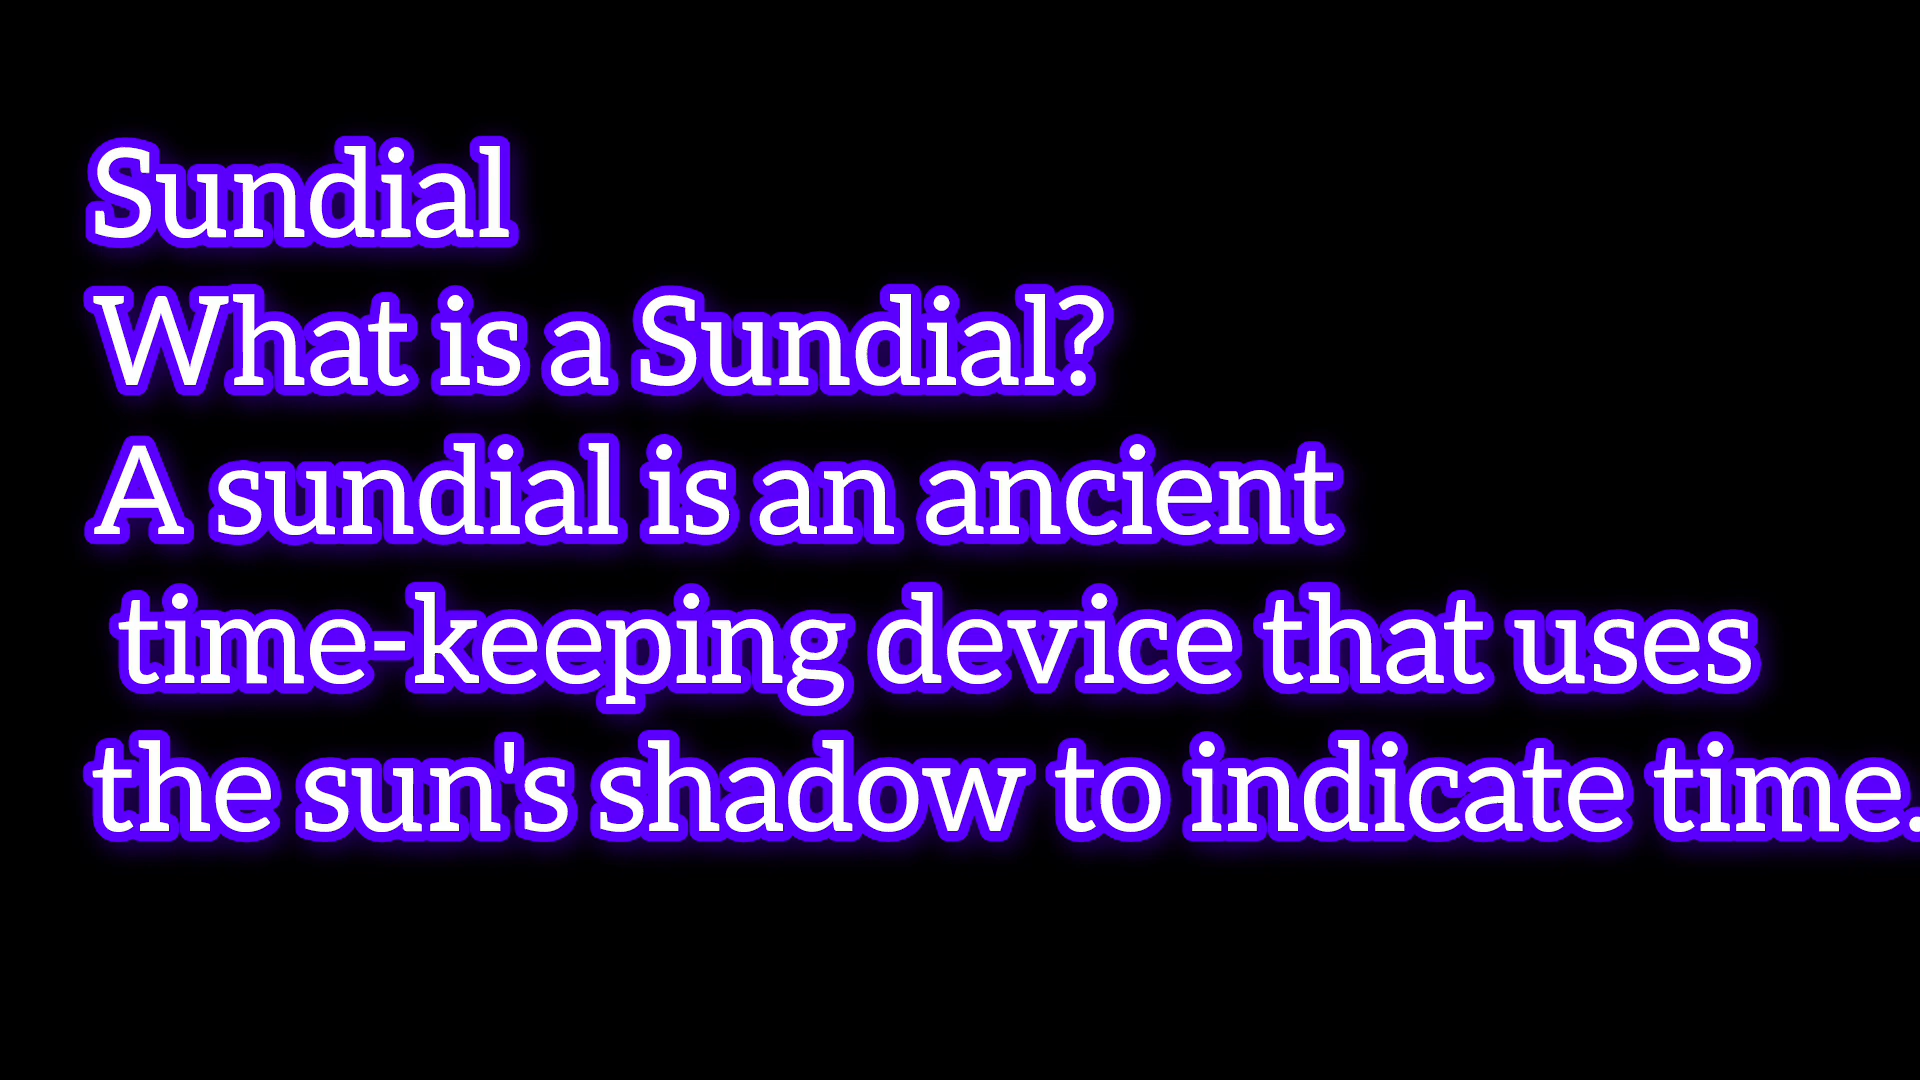 Sundial
What is a Sundial?
A sundial is an ancient
time-keeping device that uses
the sun's shadow to indicate time.